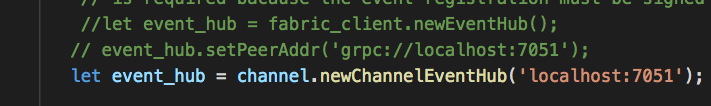 // is required bacause the event registration must be signed
//let event_hub = fabric_client.newEventHub();
// event_hub.setPeerAddr('grpc://localhost:7051');
let event_hub = channel.newChannelEventHub('localhost:7051');